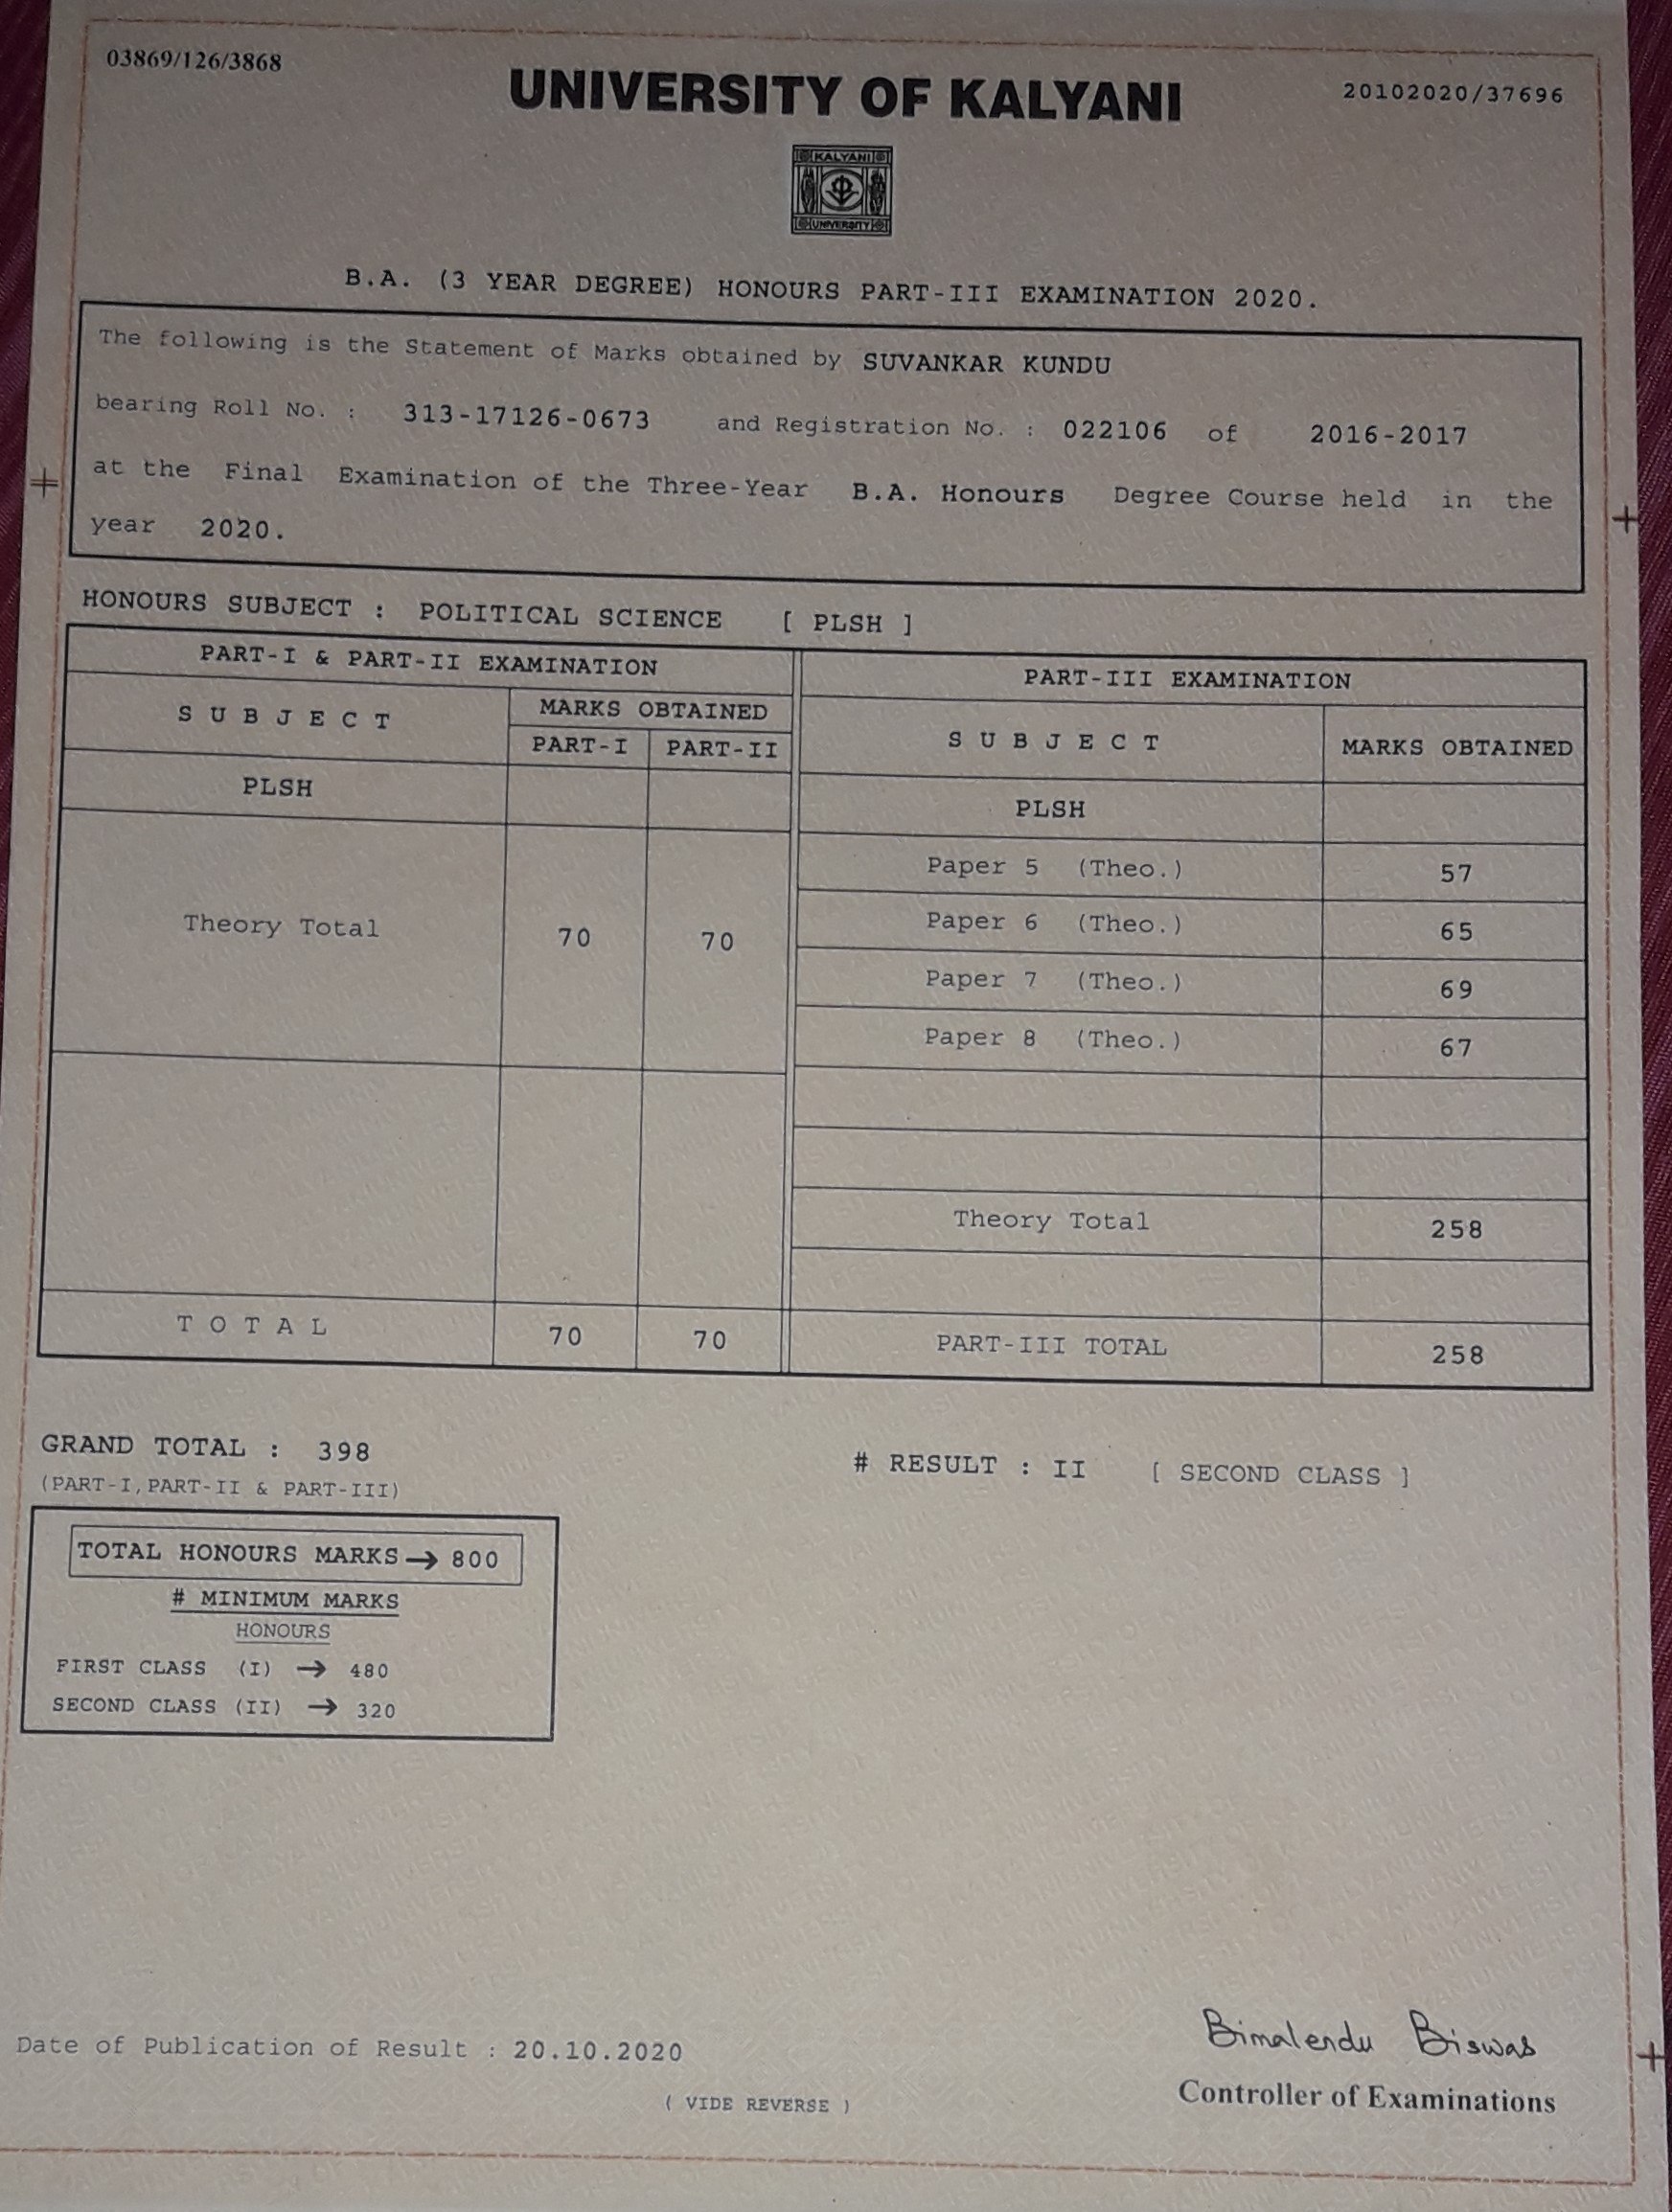 03869/126/3868
UNIVERSITY OF KALYANI
20102020/37696
KALYANI
UNIVERSITY
B.A. (3 YEAR DEGREE) HONOURS PART-III EXAMINATION 2020.
The following is the Statement of Marks obtained by SUVANKAR KUNDU
bearing Roll No. : 313-17126-0673 and Registration No. : 022106 of 2016-2017
at the Final Examination of the Three-Year B.A. Honours Degree Course held in the
year 2020.
HONOURS SUBJECT : POLITICAL SCIENCE [ PLSH ]
PART-I & PART-II EXAMINATION
SUBJECT
MARKS OBTAINED
PART-I PART-II
PLSH
Theory Total 70 70
TOTAL 70 70
PART-III EXAMINATION
SUBJECT MARKS OBTAINED
PLSH
Paper 5 (Theo.) 57
Paper 6 (Theo.) 65
Paper 7 (Theo.) 69
Paper 8 (Theo.) 67
Theory Total 258
PART-III TOTAL 258
GRAND TOTAL : 398
(PART-I,PART-II & PART-III)
# RESULT : II [ SECOND CLASS ]
TOTAL HONOURS MARKS → 800
# MINIMUM MARKS
HONOURS
FIRST CLASS (I) → 480
SECOND CLASS (II) → 320
Date of Publication of Result : 20.10.2020
( VIDE REVERSE )
Bimalendu Biswas
Controller of Examinations